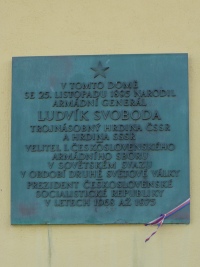 V TOMTO DOMĚ
SE 25. LISTOPADU 1895 NARODIL
ARMÁDNÍ GENERÁL
LUDVÍK SVOBODA
TROJNÁSOBNÝ HRDINA ČSSR
A HRDINA SSSR
VELITEL 1. ČESKOSLOVENSKÉHO
ARMÁDNÍHO SBORU
V SOVĚTSKÉM SVAZU
V OBDOBÍ DRUHÉ SVĚTOVÉ VÁLKY
PREZIDENT ČESKOSLOVENSKÉ
SOCIALISTICKÉ REPUBLIKY
V LETECH 1968 AŽ 1975